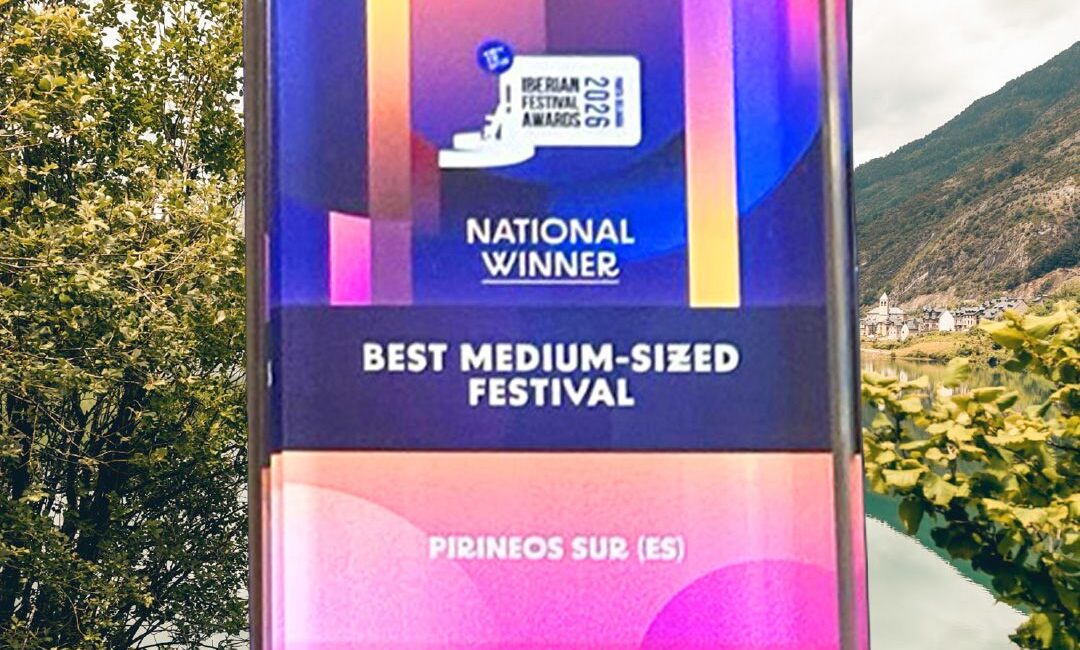 IBERIAN
FESTIVAL
AWARDS
2026
NATIONAL
WINNER
BEST MEDIUM-SIZED
FESTIVAL
PIRINEOS SUR (ES)